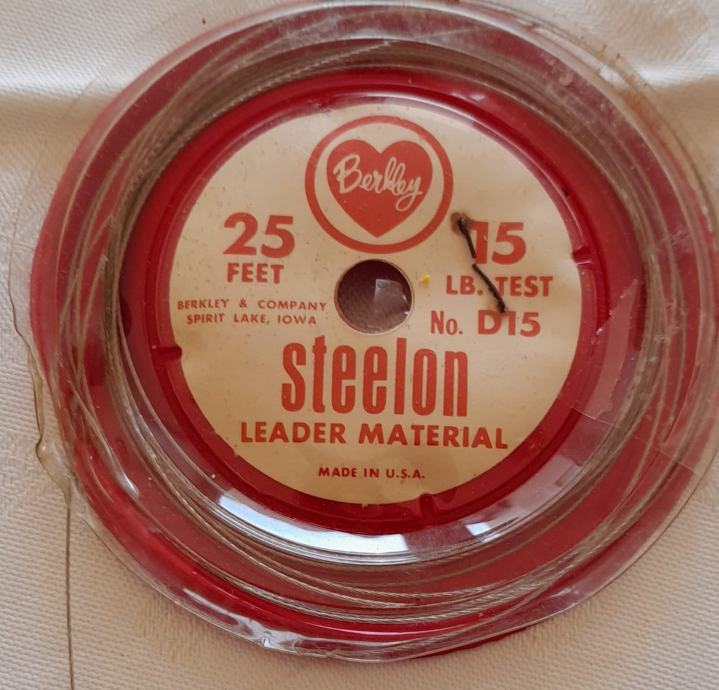 Berkley
25
FEET
15
LB. TEST
BERKLEY & COMPANY
SPIRIT LAKE, IOWA
No. D15
steelon
LEADER MATERIAL
MADE IN U.S.A.